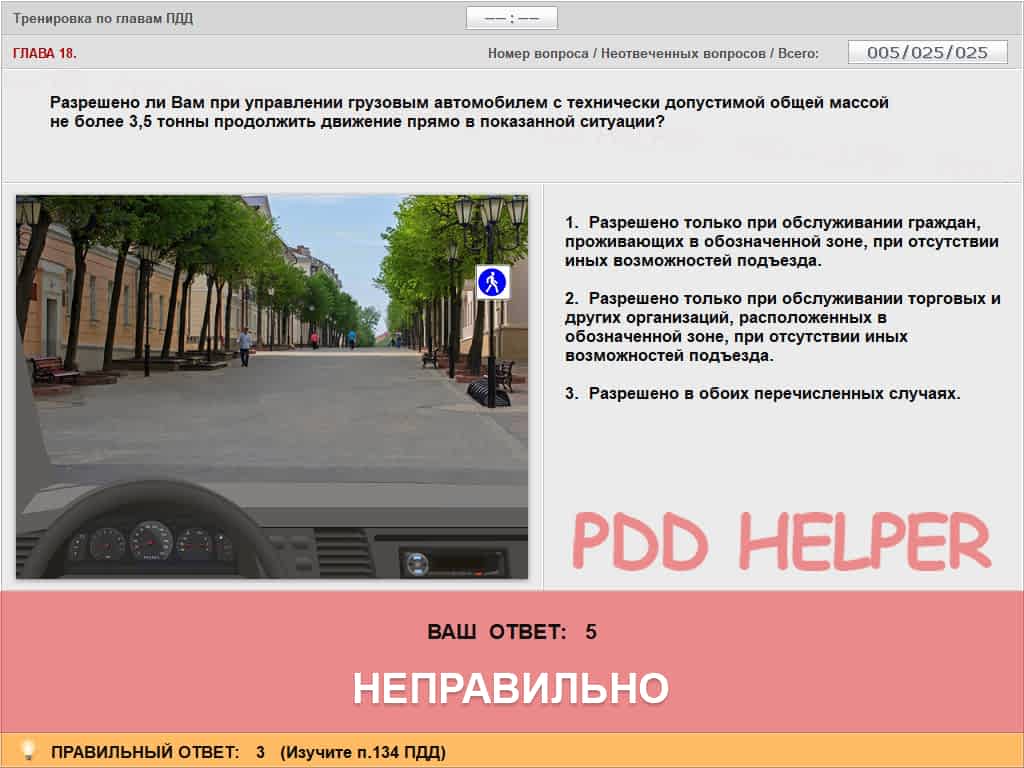 Тренировка по главам ПДД
—— : ——
ГЛАВА 18.
Номер вопроса / Неотвеченных вопросов / Всего:
005/025/025
Разрешено ли Вам при управлении грузовым автомобилем с технически допустимой общей массой
не более 3,5 тонны продолжить движение прямо в показанной ситуации?
1. Разрешено только при обслуживании граждан,
проживающих в обозначенной зоне, при отсутствии
иных возможностей подъезда.
2. Разрешено только при обслуживании торговых и
других организаций, расположенных в
обозначенной зоне, при отсутствии иных
возможностей подъезда.
3. Разрешено в обоих перечисленных случаях.
PDD HELPER
ВАШ ОТВЕТ: 5
НЕПРАВИЛЬНО
ПРАВИЛЬНЫЙ ОТВЕТ: 3 (Изучите п.134 ПДД)